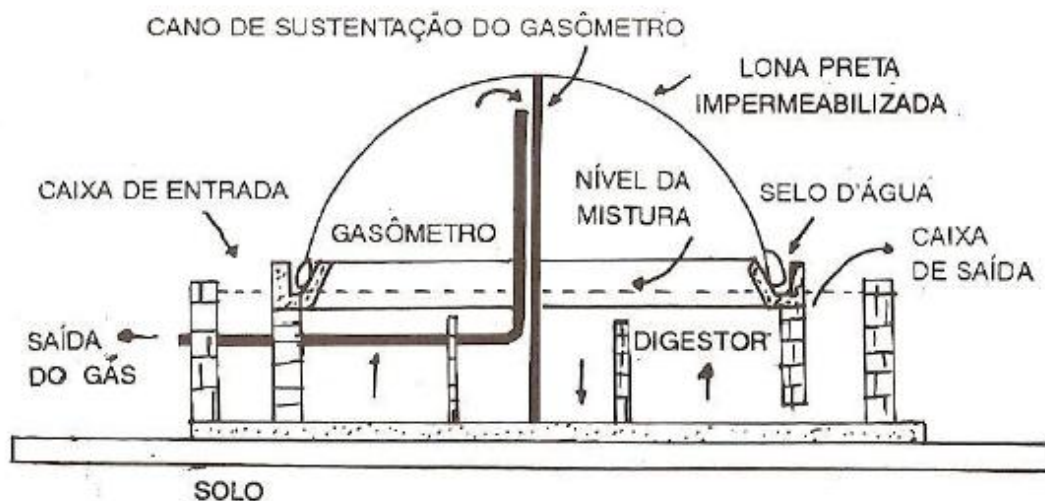 CANO DE SUSTENTAÇÃO DO GASÔMETRO
LONA PRETA
IMPERMEABILIZADA
CAIXA DE ENTRADA
NÍVEL DA
MISTURA
SELO D'ÁGUA
GASÔMETRO
CAIXA
DE SAÍDA
SAÍDA
DO GÁS
DIGESTOR
SOLO